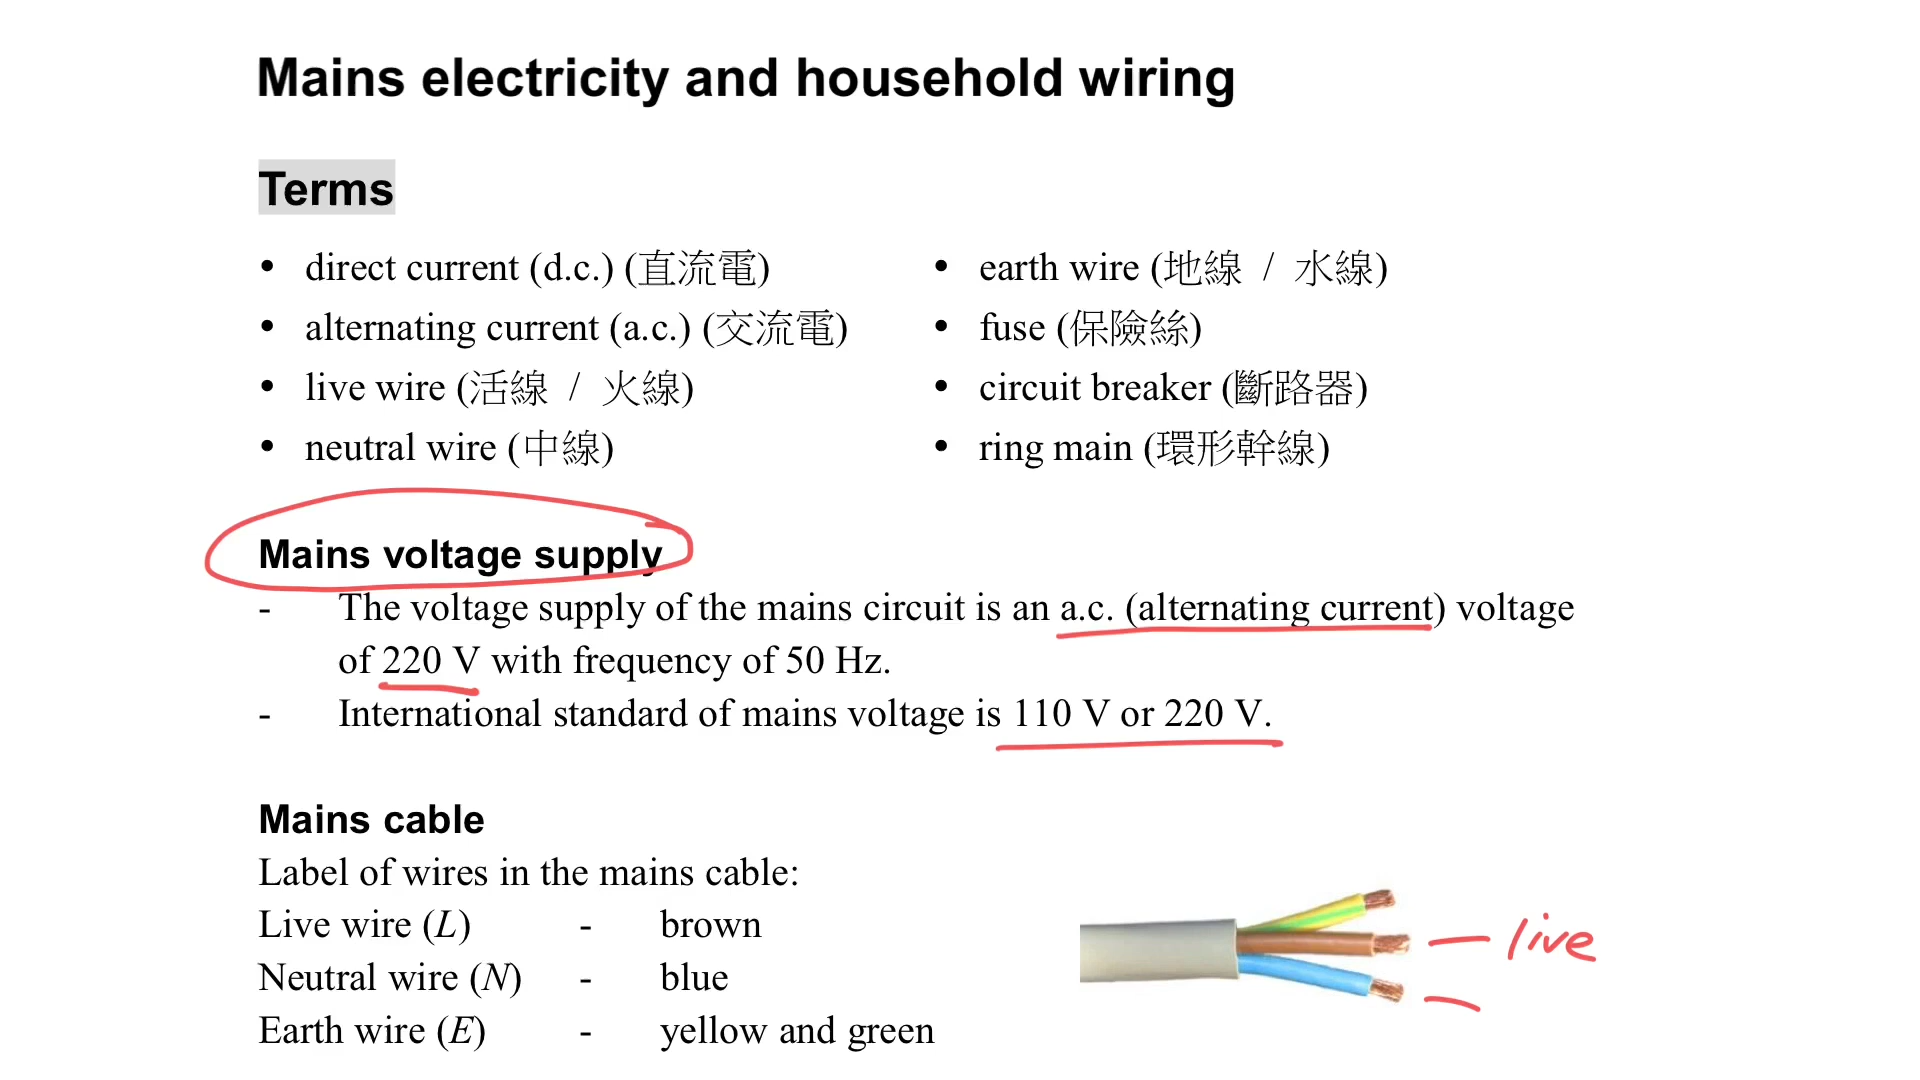 Mains electricity and household wiring
Terms
• direct current (d.c.) (直流電)
• alternating current (a.c.) (交流電)
• live wire (活線 / 火線)
• neutral wire (中線)
• earth wire (地線 / 水線)
• fuse (保險絲)
• circuit breaker (斷路器)
• ring main (環形幹線)
Mains voltage supply
- The voltage supply of the mains circuit is an a.c. (alternating current) voltage
of 220 V with frequency of 50 Hz.
- International standard of mains voltage is 110 V or 220 V.
Mains cable
Label of wires in the mains cable:
Live wire (L) - brown
Neutral wire (N) - blue
Earth wire (E) - yellow and green
live